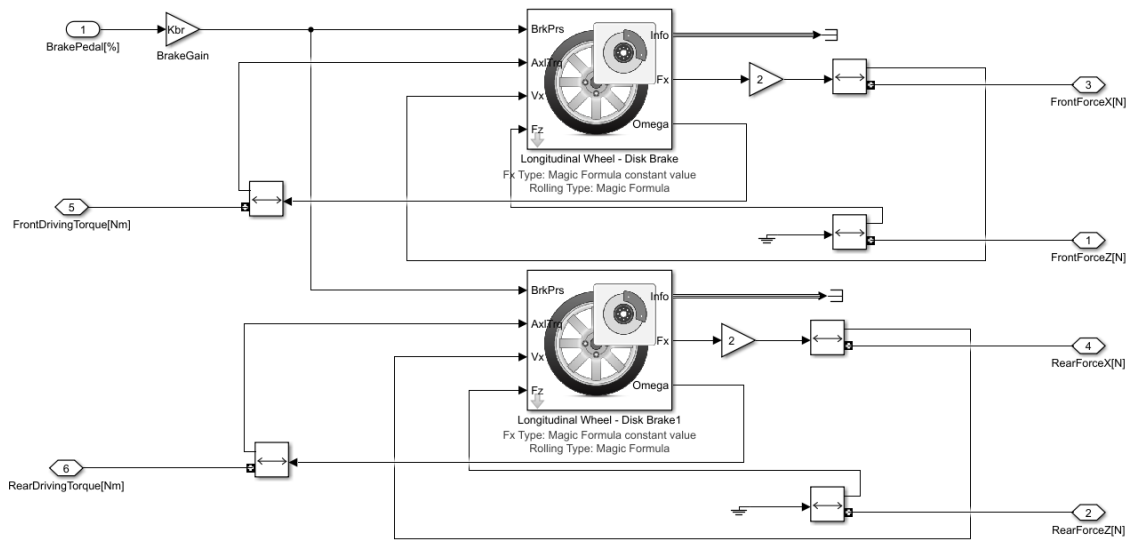 1
BrakePedal[%]
Kbr
BrakeGain
BrkPrs
AxlTrq
Vx
Fz
Info
Fx
Omega
Longitudinal Wheel - Disk Brake
Fx Type: Magic Formula constant value
Rolling Type: Magic Formula
2
3
FrontForceX[N]
5
FrontDrivingTorque[Nm]
1
FrontForceZ[N]
BrkPrs
AxlTrq
Vx
Fz
Info
Fx
Omega
Longitudinal Wheel - Disk Brake1
Fx Type: Magic Formula constant value
Rolling Type: Magic Formula
2
4
RearForceX[N]
6
RearDrivingTorque[Nm]
2
RearForceZ[N]